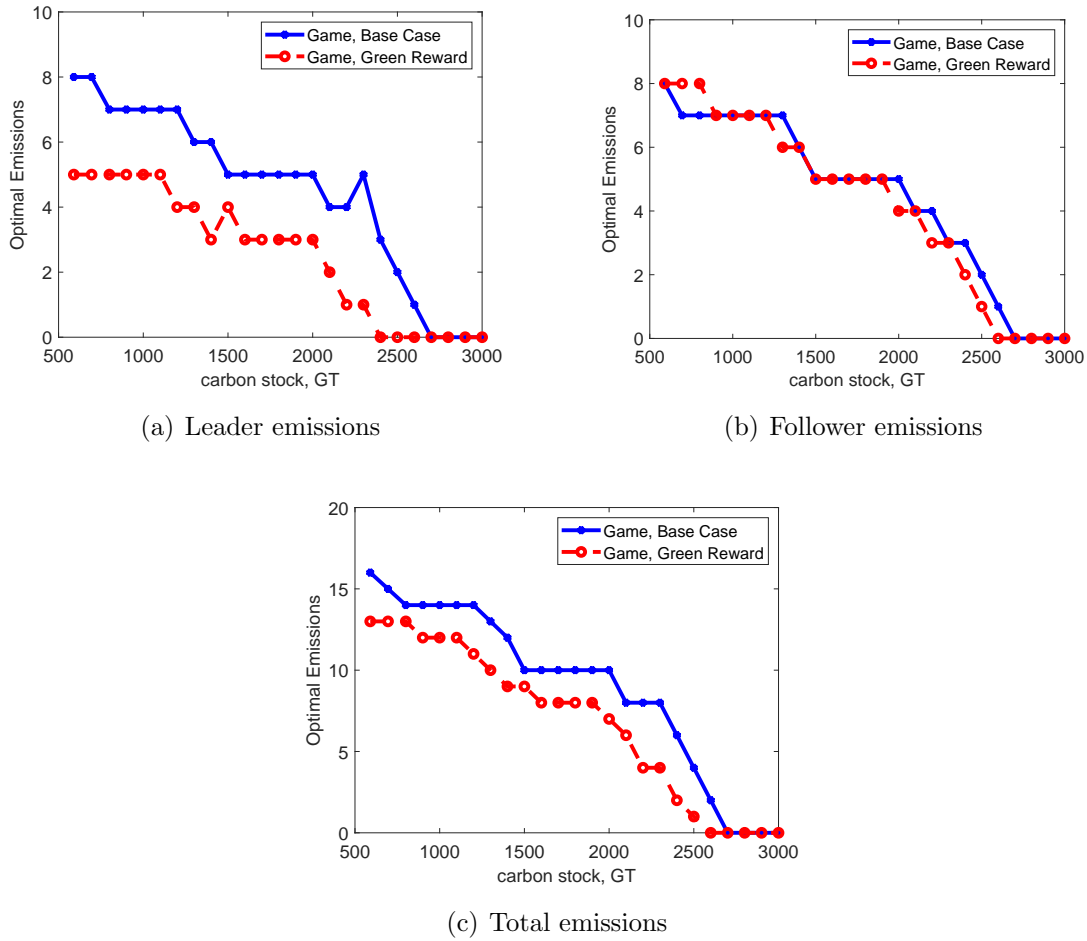 10
8
6
4
2
0
Optimal Emissions
Game, Base Case
Game, Green Reward
500 1000 1500 2000 2500 3000
carbon stock, GT
(a) Leader emissions
10
8
6
4
2
0
Optimal Emissions
Game, Base Case
Game, Green Reward
500 1000 1500 2000 2500 3000
carbon stock, GT
(b) Follower emissions
20
15
10
5
0
Optimal Emissions
Game, Base Case
Game, Green Reward
500 1000 1500 2000 2500 3000
carbon stock, GT
(c) Total emissions